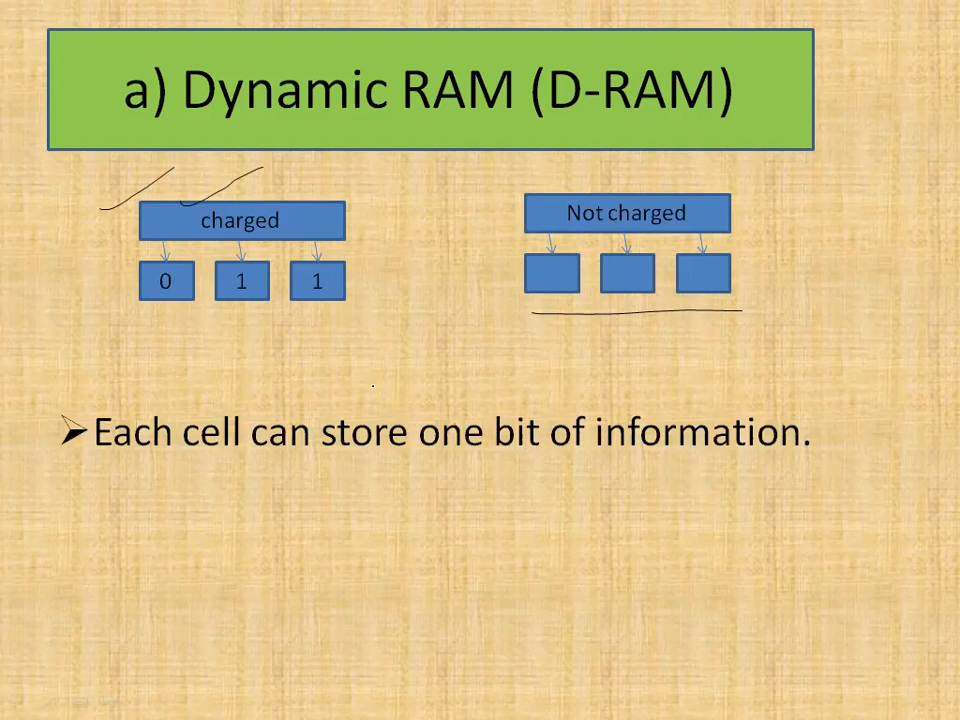 a) Dynamic RAM (D-RAM)
charged
0 1 1
Not charged
➢Each cell can store one bit of information.